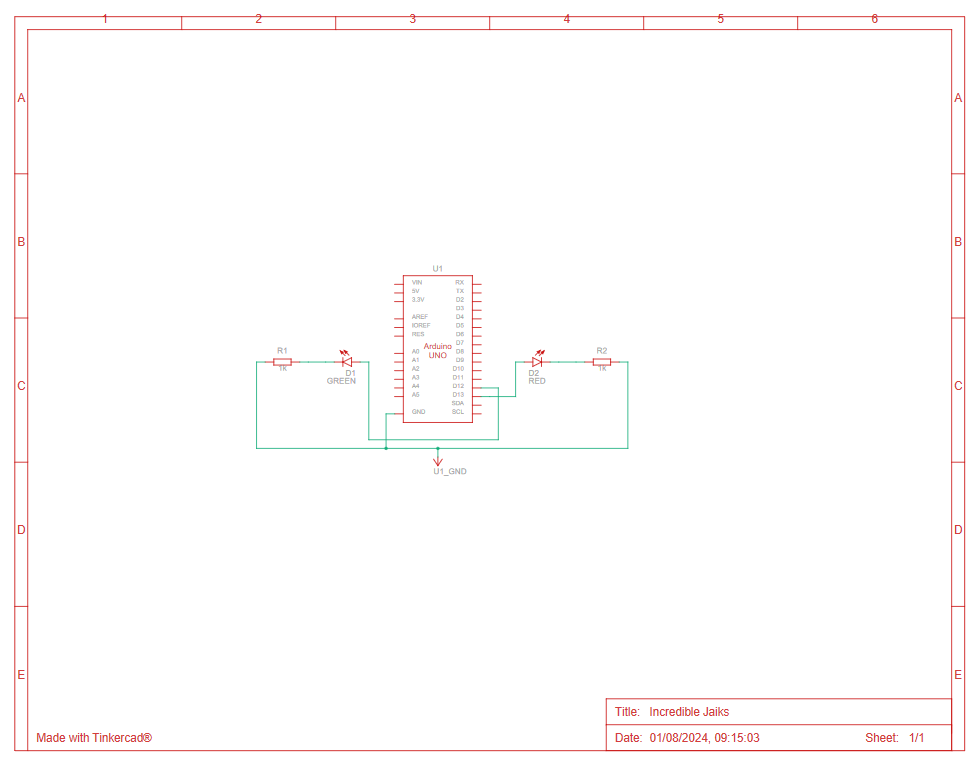 1 2 3 4 5 6
A A
B B
C C
D D
E E
U1
VIN RX
5V TX
3.3V D2
D3
AREF D4
IOREF D5
RES D6
D7
Arduino
UNO
A0 D8
A1 D9
A2 D10
A3 D11
A4 D12
A5 D13
SDA
GND SCL
R1
1k
D1
GREEN
D2
RED
R2
1k
U1_GND
Title: Incredible Jaiks
Made with Tinkercad®
Date: 01/08/2024, 09:15:03 Sheet: 1/1